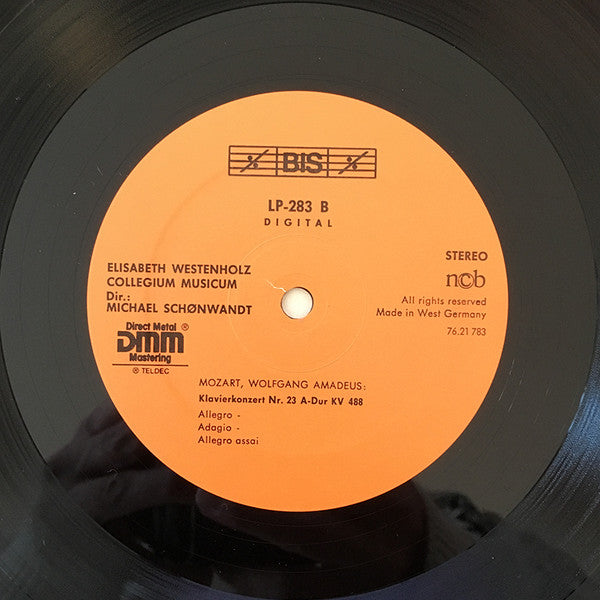 BIS
LP-283 B
DIGITAL
ELISABETH WESTENHOLZ
COLLEGIUM MUSICUM
Dir.:
MICHAEL SCHØNWANDT
Direct Metal ®
DMM
Mastering
® TELDEC
STEREO
ncb
All rights reserved
Made in West Germany
76.21 783
MOZART, WOLFGANG AMADEUS:
Klavierkonzert Nr. 23 A-Dur KV 488
Allegro -
Adagio -
Allegro assai